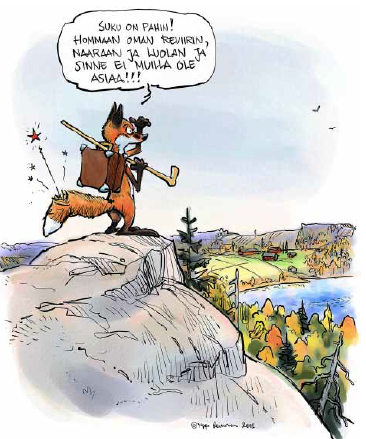 SUKU ON PAHIN!
HOMMAAN OMAN REVIIRIN,
NAARAAN JA LUOLAN JA
SINNE EI MUILLA OLE
ASIAA!!!